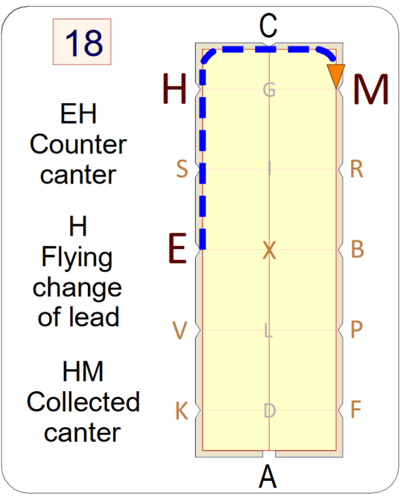 18
EH
Counter
canter
H
Flying
change
of lead
HM
Collected
canter
C
H G M
S I R
E X B
V L P
K D F
A